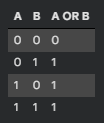 A B A OR B
0 0 0
0 1 1
1 0 1
1 1 1